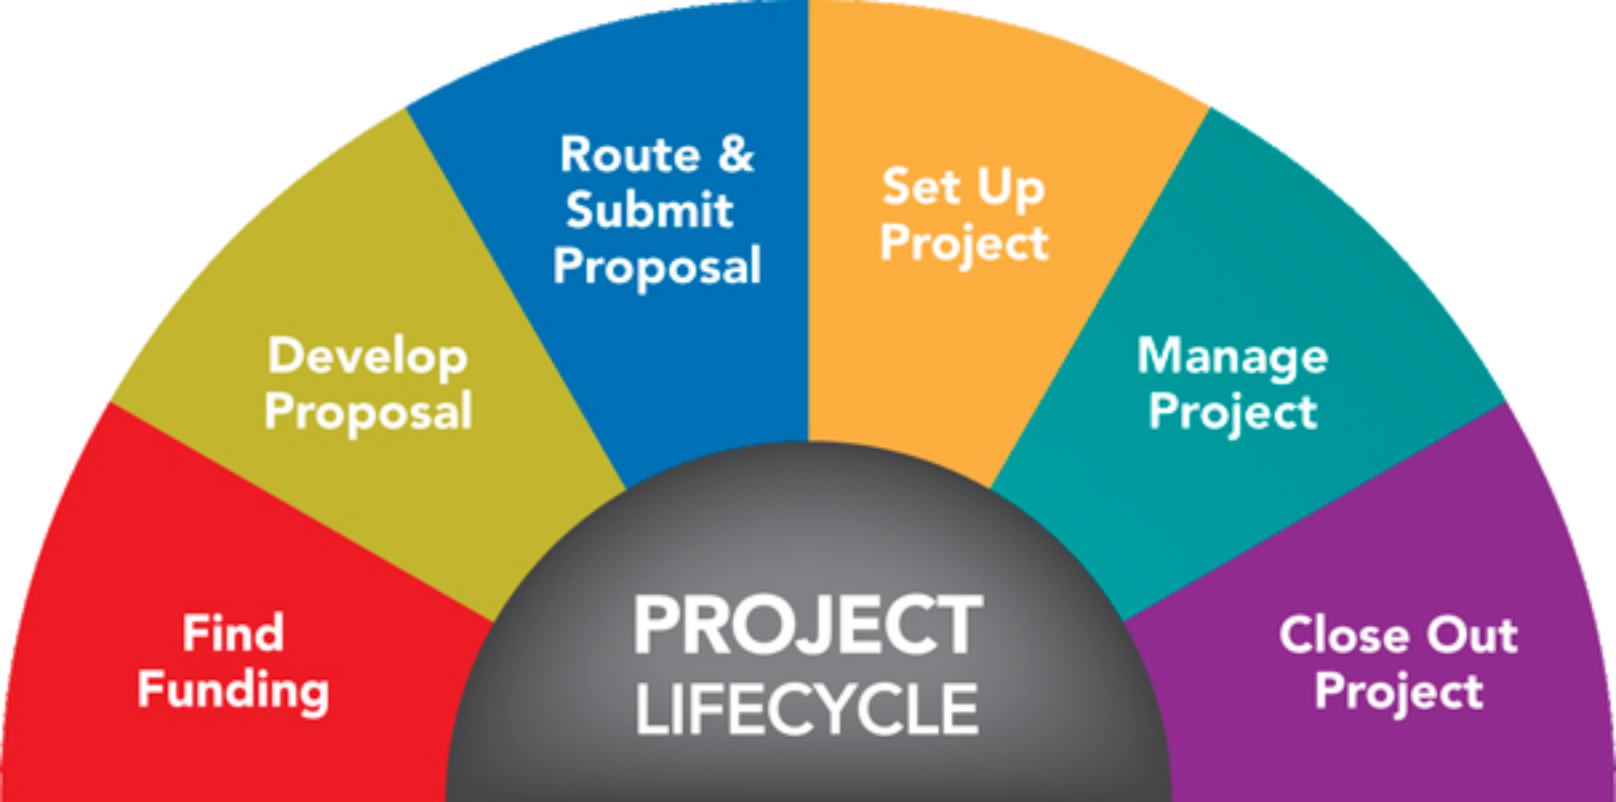 Find
Funding
Develop
Proposal
Route &
Submit
Proposal
Set Up
Project
Manage
Project
Close Out
Project
PROJECT
LIFECYCLE